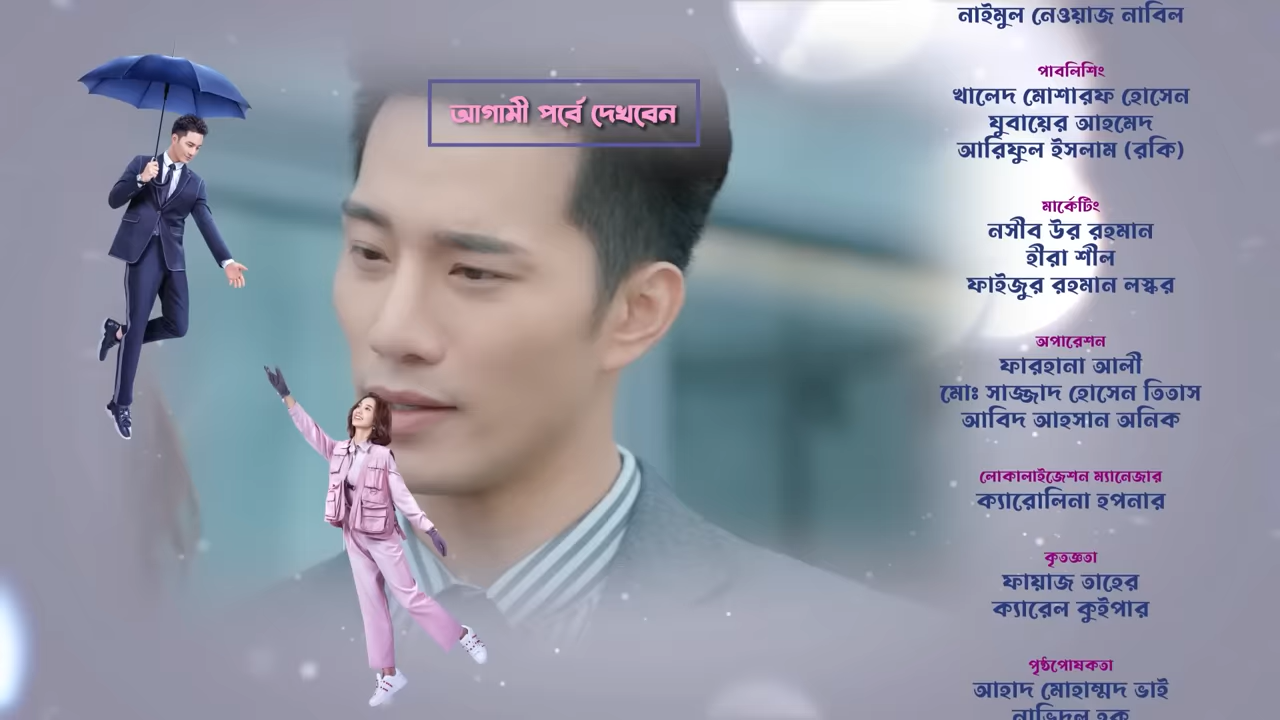 আগামী পর্বে দেখবেন
নাইমুল নেওয়াজ নাবিল
পাবলিশিং
খালেদ মোশারফ হোসেন
যুবায়ের আহমেদ
আরিফুল ইসলাম (রকি)
মার্কেটিং
নসীব উর রহমান
হীরা শীল
ফাইজুর রহমান লস্কর
অপারেশন
ফারহানা আলী
মোঃ সাজ্জাদ হোসেন তিতাস
আবিদ আহসান অনিক
লোকালাইজেশন ম্যানেজার
ক্যারোলিনা হপনার
কৃতজ্ঞতা
ফায়াজ তাহের
ক্যারেল কুইপার
পৃষ্ঠপোষকতা
আহাদ মোহাম্মদ ভাই